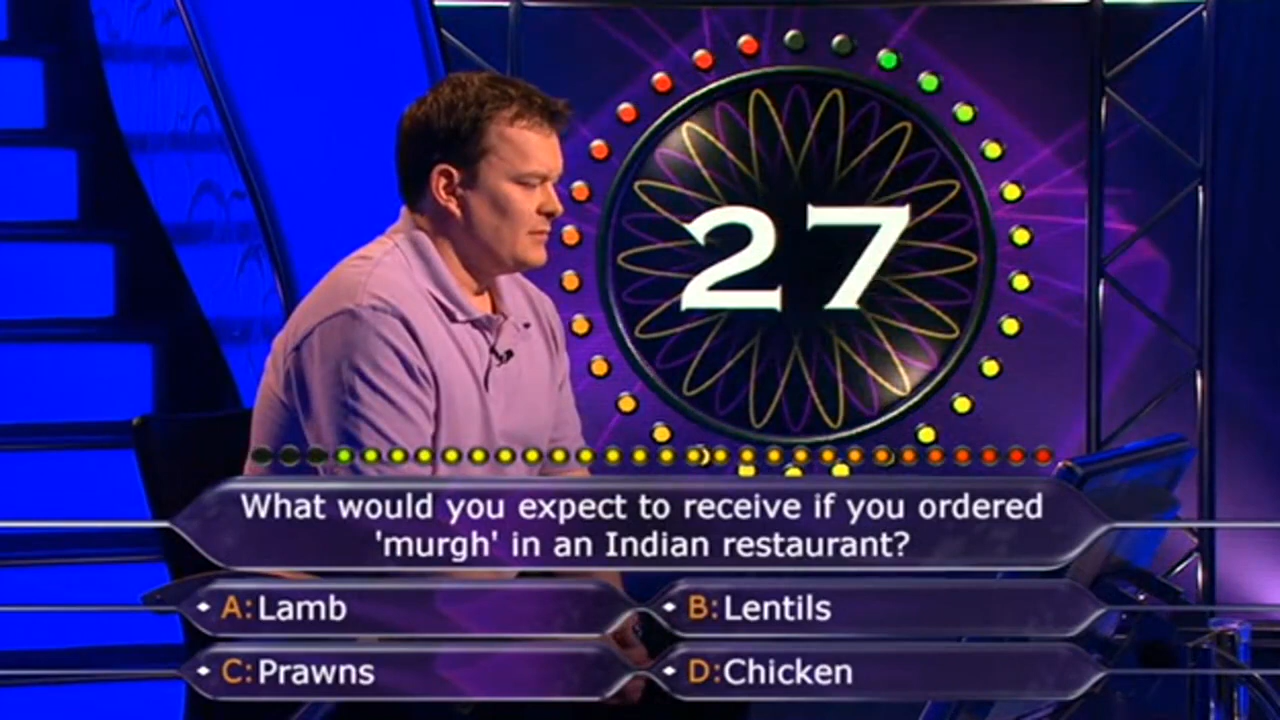 27
What would you expect to receive if you ordered
'murgh' in an Indian restaurant?
A: Lamb
B: Lentils
C: Prawns
D: Chicken